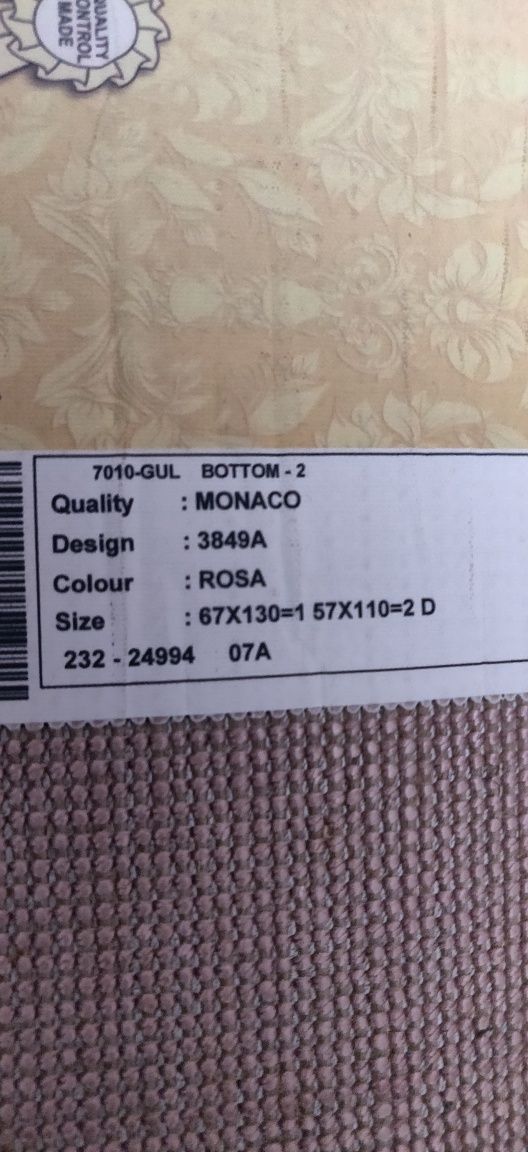 QUALITY
CONTROL
MADE
7010-GUL BOTTOM - 2
Quality : MONACO
Design : 3849A
Colour : ROSA
Size : 67X130=1 57X110=2 D
232 - 24994 07A